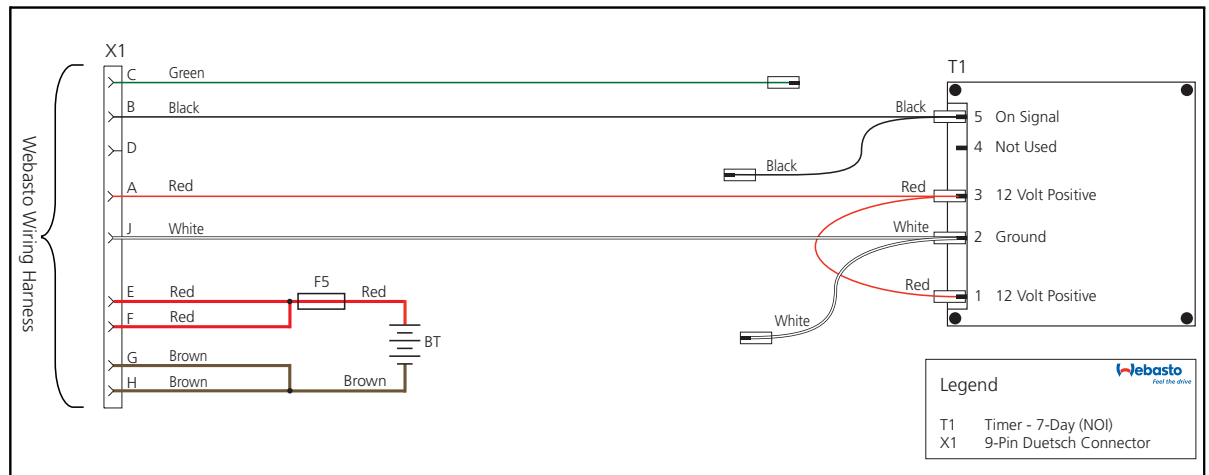 X1
C Green
B Black
D
A Red
J White
E Red
F5
Red
F Red
BT
G Brown
H Brown
Brown
Webasto Wiring Harness
T1
Black
5 On Signal
Black
4 Not Used
Red
3 12 Volt Positive
White
2 Ground
Red
1 12 Volt Positive
White
Legend
Webasto
Feel the drive
T1 Timer - 7-Day (NOI)
X1 9-Pin Duetsch Connector